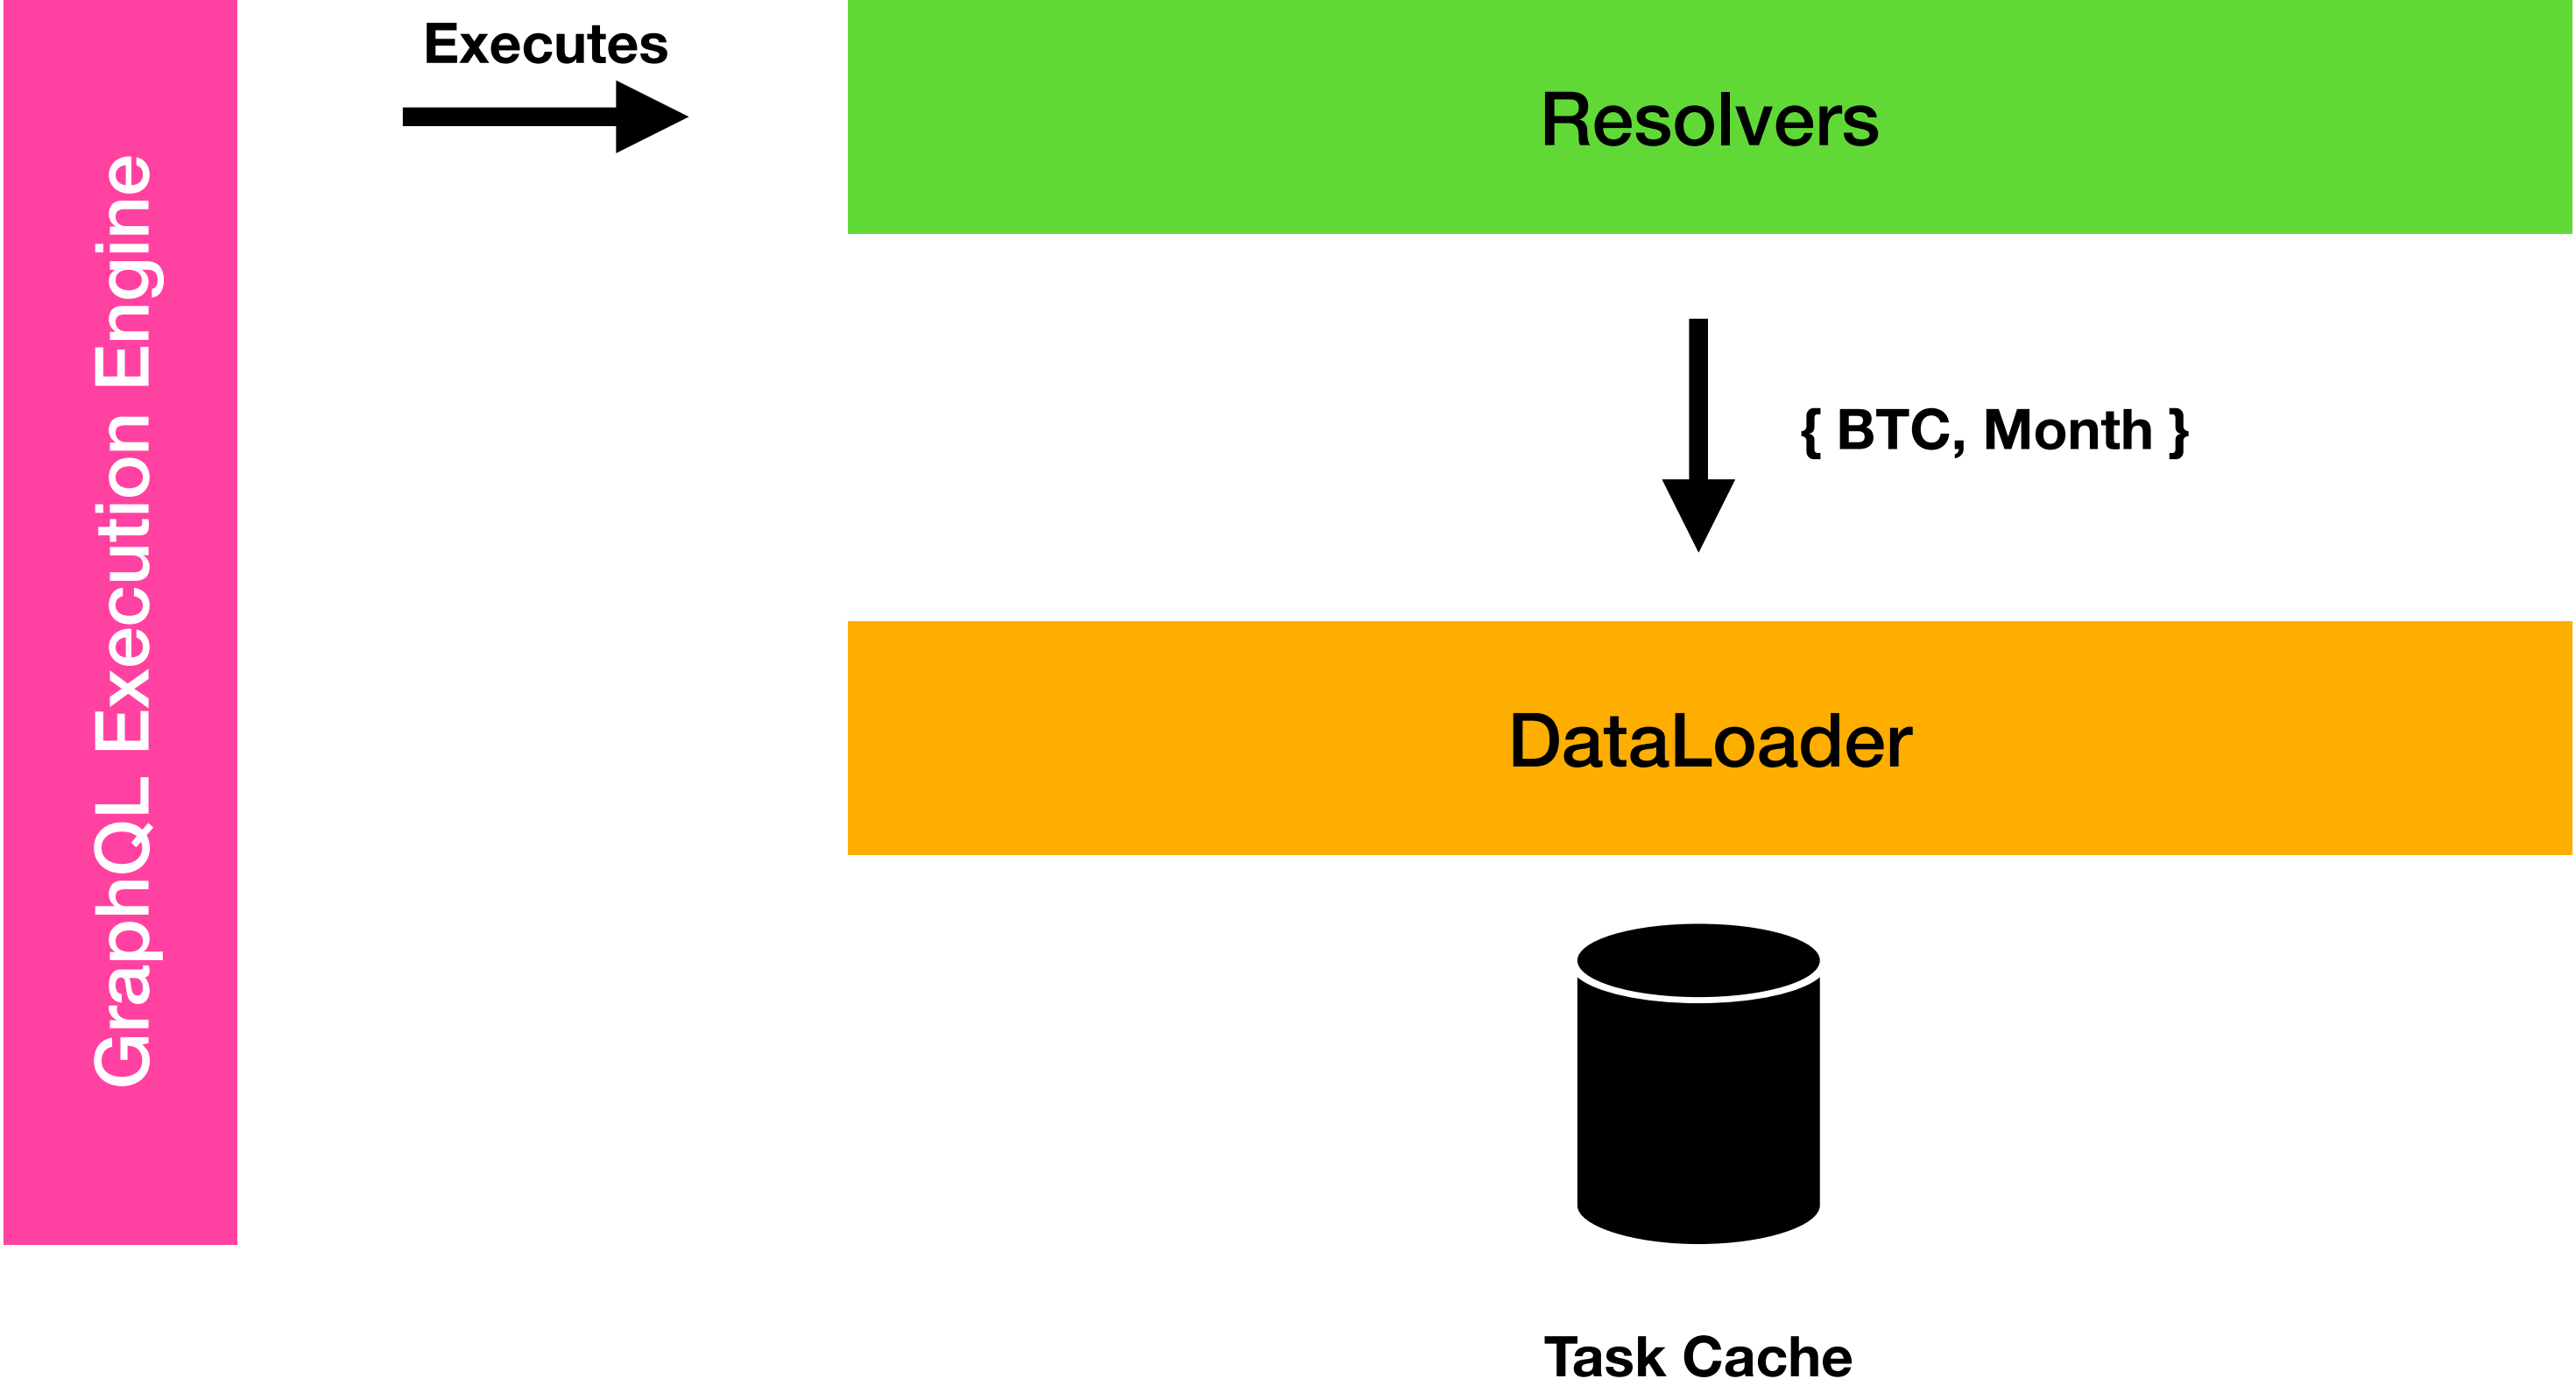 GraphQL Execution Engine
Executes
Resolvers
{ BTC, Month }
DataLoader
Task Cache